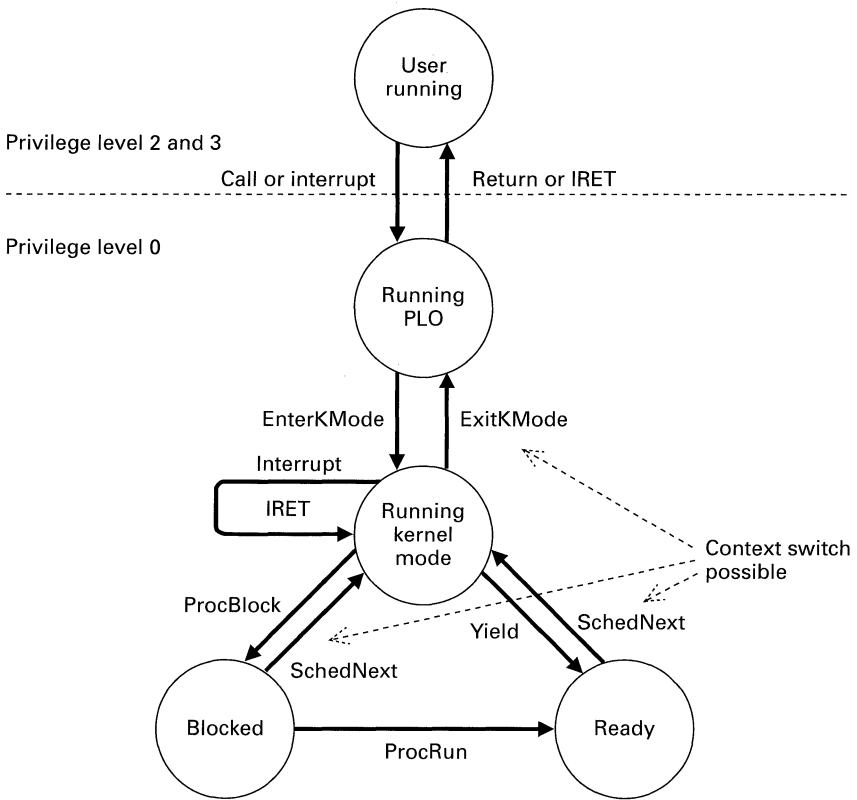 User
running
Privilege level 2 and 3
Call or interrupt
Return or IRET
Privilege level 0
Running
PLO
EnterKMode
ExitKMode
Interrupt
IRET
Running
kernel
mode
Context switch
possible
ProcBlock
SchedNext
Yield
SchedNext
Blocked
Ready
ProcRun